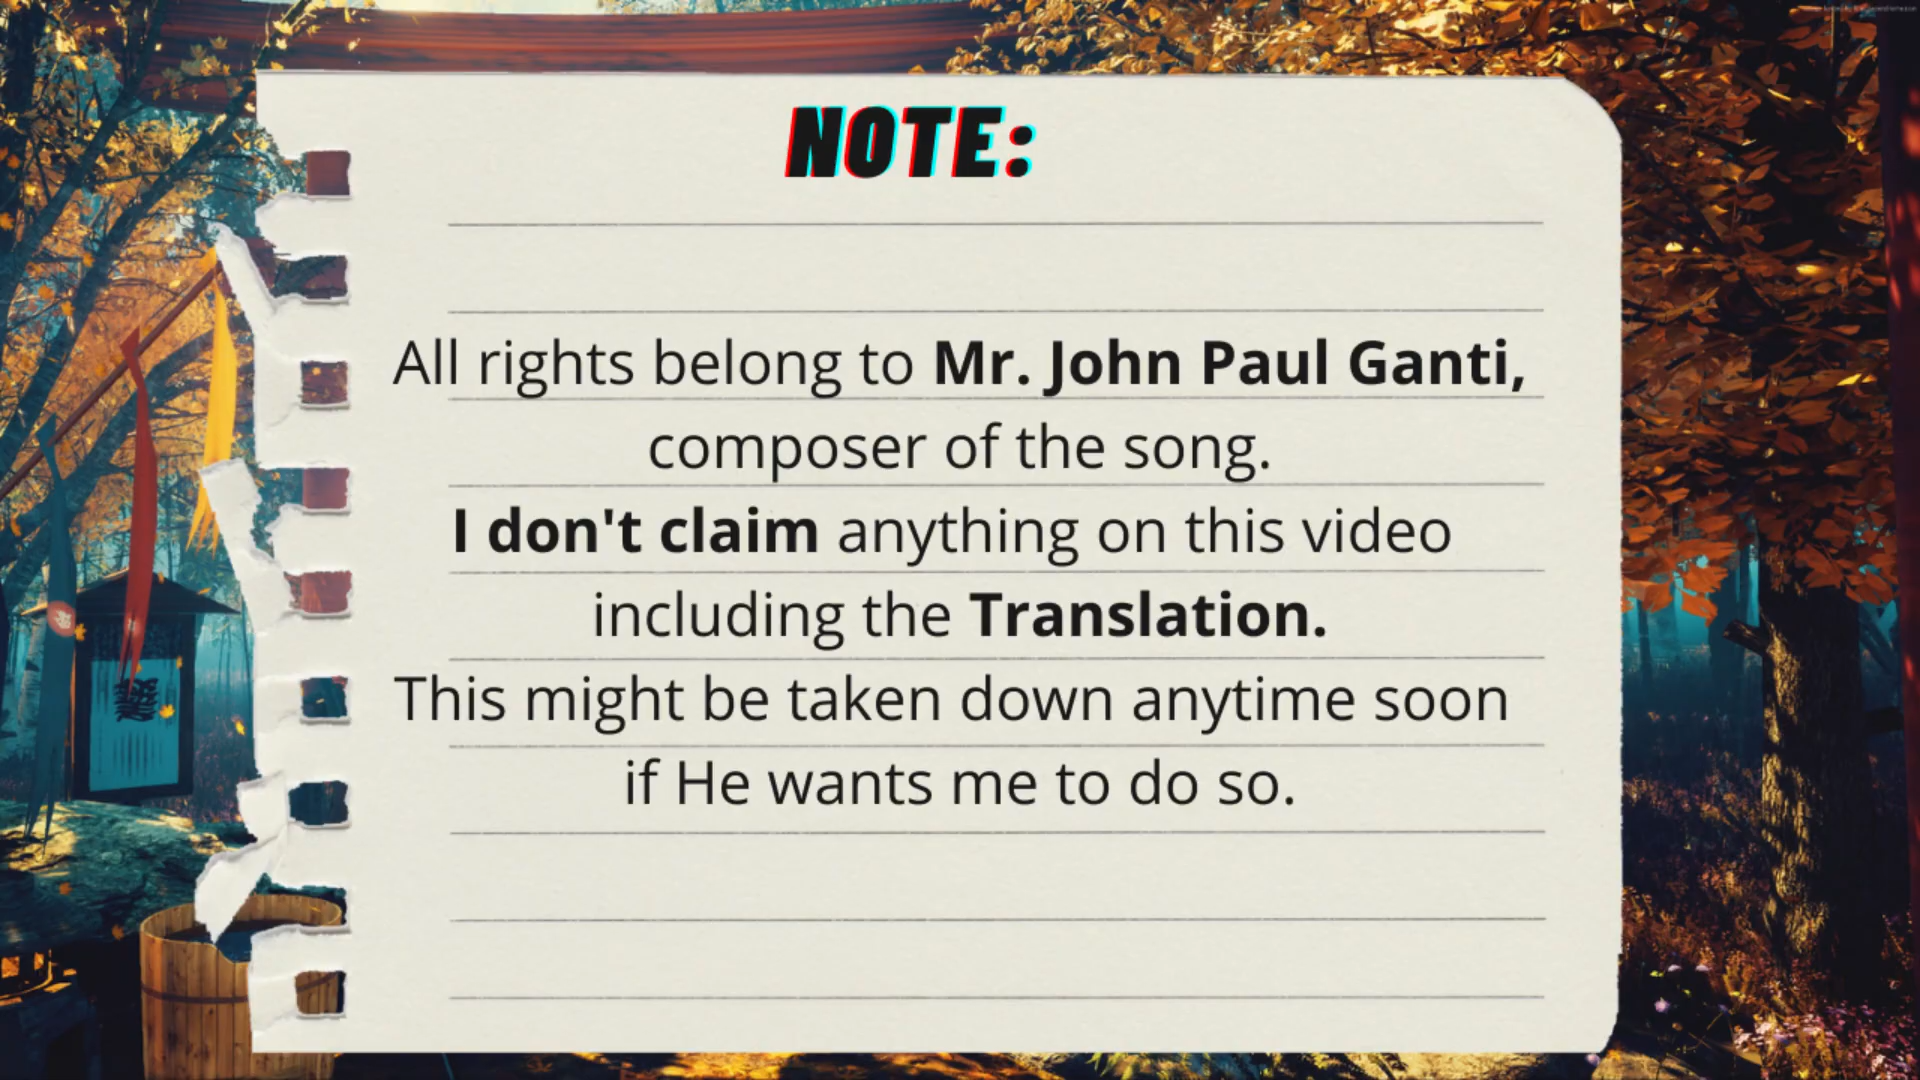 NOTE:
All rights belong to Mr. John Paul Ganti,
composer of the song.
I don't claim anything on this video
including the Translation.
This might be taken down anytime soon
if He wants me to do so.